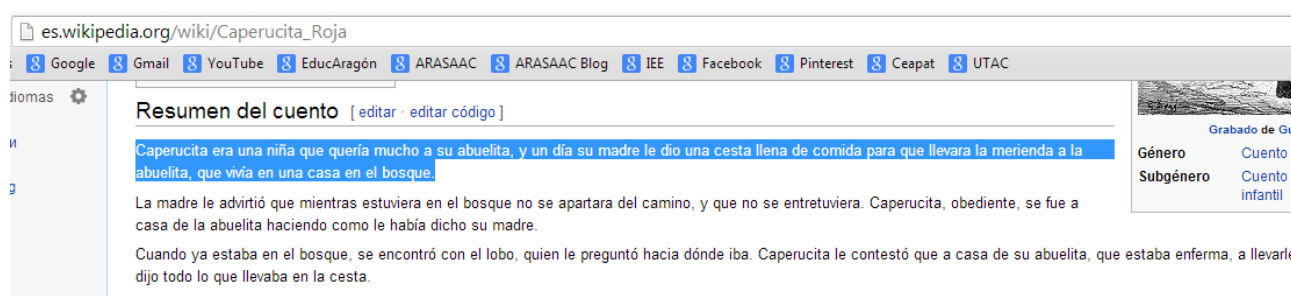 es.wikipedia.org/wiki/Caperucita_Roja
Google Gmail YouTube EducAragón ARASAAC ARASAAC Blog IEE Facebook Pinterest Ceapat UTAC
diomas
Resumen del cuento [ editar · editar código ]
Caperucita era una niña que quería mucho a su abuelita, y un día su madre le dio una cesta llena de comida para que llevara la merienda a la
abuelita, que vivía en una casa en el bosque.
La madre le advirtió que mientras estuviera en el bosque no se apartara del camino, y que no se entretuviera. Caperucita, obediente, se fue a
casa de la abuelita haciendo como le había dicho su madre.
Cuando ya estaba en el bosque, se encontró con el lobo, quien le preguntó hacia dónde iba. Caperucita le contestó que a casa de su abuelita, que estaba enferma, a llevarle
dijo todo lo que llevaba en la cesta.
Grabado de Gu
Género Cuento
Subgénero Cuento
infantil